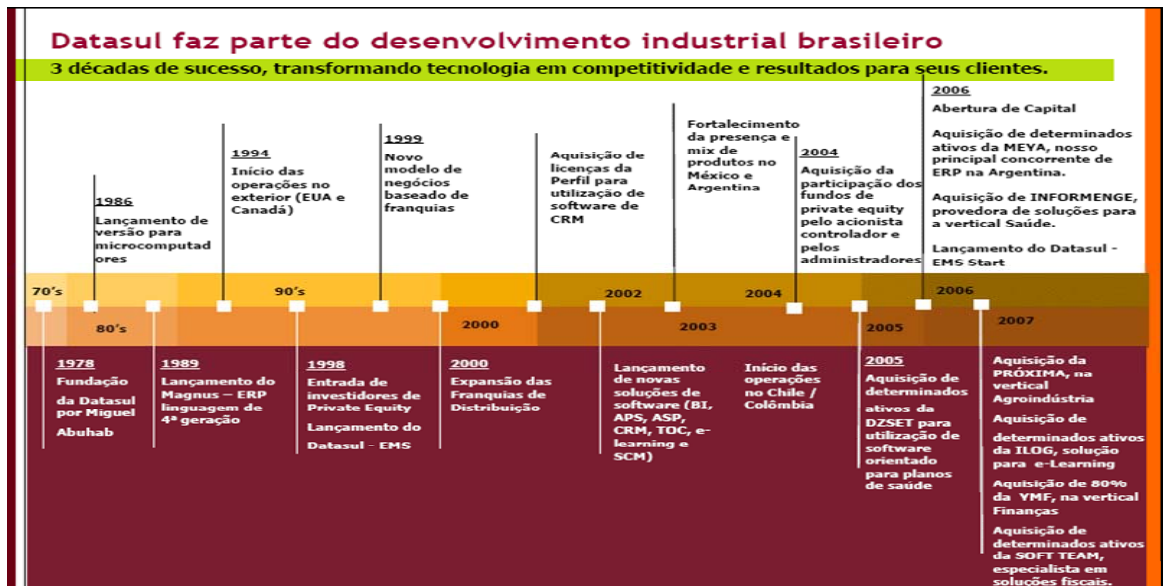 Datasul faz parte do desenvolvimento industrial brasileiro
3 décadas de sucesso, transformando tecnologia em competitividade e resultados para seus clientes.
1986
Lançamento de
versão para
microcomputad
ores
1994
Início das
operações no
exterior (EUA e
Canadá)
1999
Novo
modelo de
negócios
baseado de
franquias
Aquisição de
licenças da
Perfil para
utilização de
software de
CRM
Fortalecimento
da presença e
mix de
produtos no
México e
Argentina
2004
Aquisição da
participação dos
fundos de
private equity
pelo acionista
controlador e
pelos
administradores
2006
Abertura de Capital
Aquisição de determinados
ativos da MEYA, nosso
principal concorrente de
ERP na Argentina.
Aquisição de INFORMENGE,
provedora de soluções para
a vertical Saúde.
Lançamento do Datasul -
EMS Start
70's
80's
90's
2000
2002
2003
2004
2005
2006
2007
1978
Fundação
da Datasul
por Miguel
Abuhab
1989
Lançamento do
Magnus – ERP
linguagem de
4ª geração
1998
Entrada de
investidores de
Private Equity
Lançamento do
Datasul - EMS
2000
Expansão das
Franquias de
Distribuição
Lançamento
de novas
soluções de
software (BI,
APS, ASP,
CRM, TOC, e-
learning e
SCM)
Início das
operações
no Chile /
Colômbia
2005
Aquisição de
determinados
ativos da
DZSET para
utilização de
software
orientado
para planos
de saúde
Aquisição da
PRÓXIMA, na
vertical
Agroindústria
Aquisição de
determinados ativos
da ILOG, solução
para e-Learning
Aquisição de 80%
da YMF, na vertical
Finanças
Aquisição de
determinados ativos
da SOFT TEAM,
especialista em
soluções fiscais.